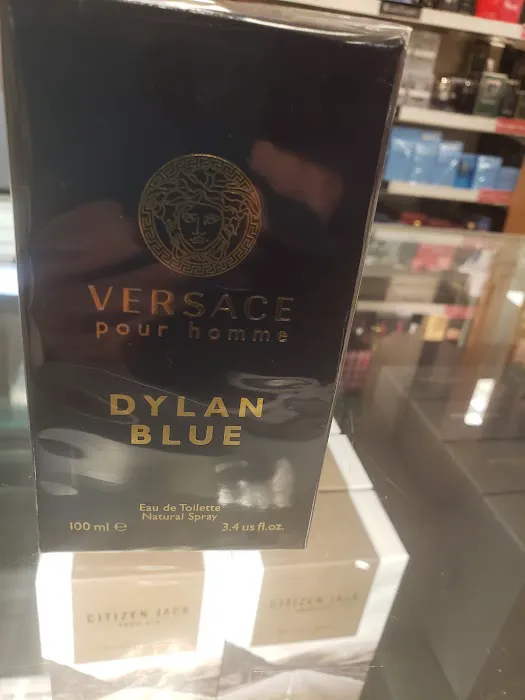 VERSACE
pour homme
DYLAN
BLUE
Eau de Toilette
Natural Spray
100 ml ℮ 3.4 us fl.oz.
CITIZEN JACK
CITIZEN JACK